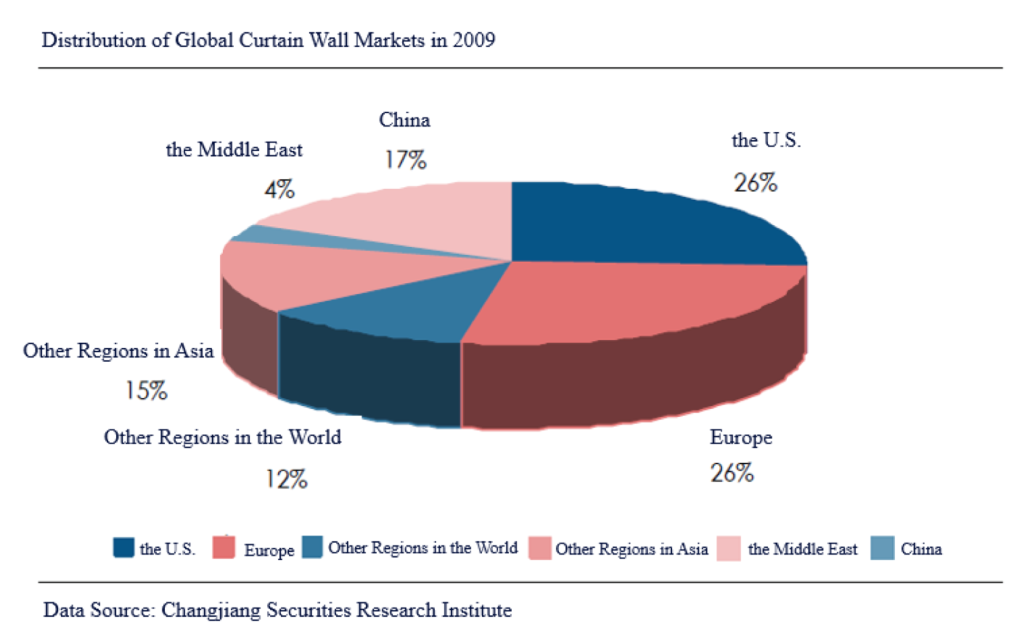 Distribution of Global Curtain Wall Markets in 2009
China
17%
the Middle East
4%
the U.S.
26%
Other Regions in Asia
15%
Other Regions in the World
12%
Europe
26%
the U.S. Europe Other Regions in the World Other Regions in Asia the Middle East China
Data Source: Changjiang Securities Research Institute